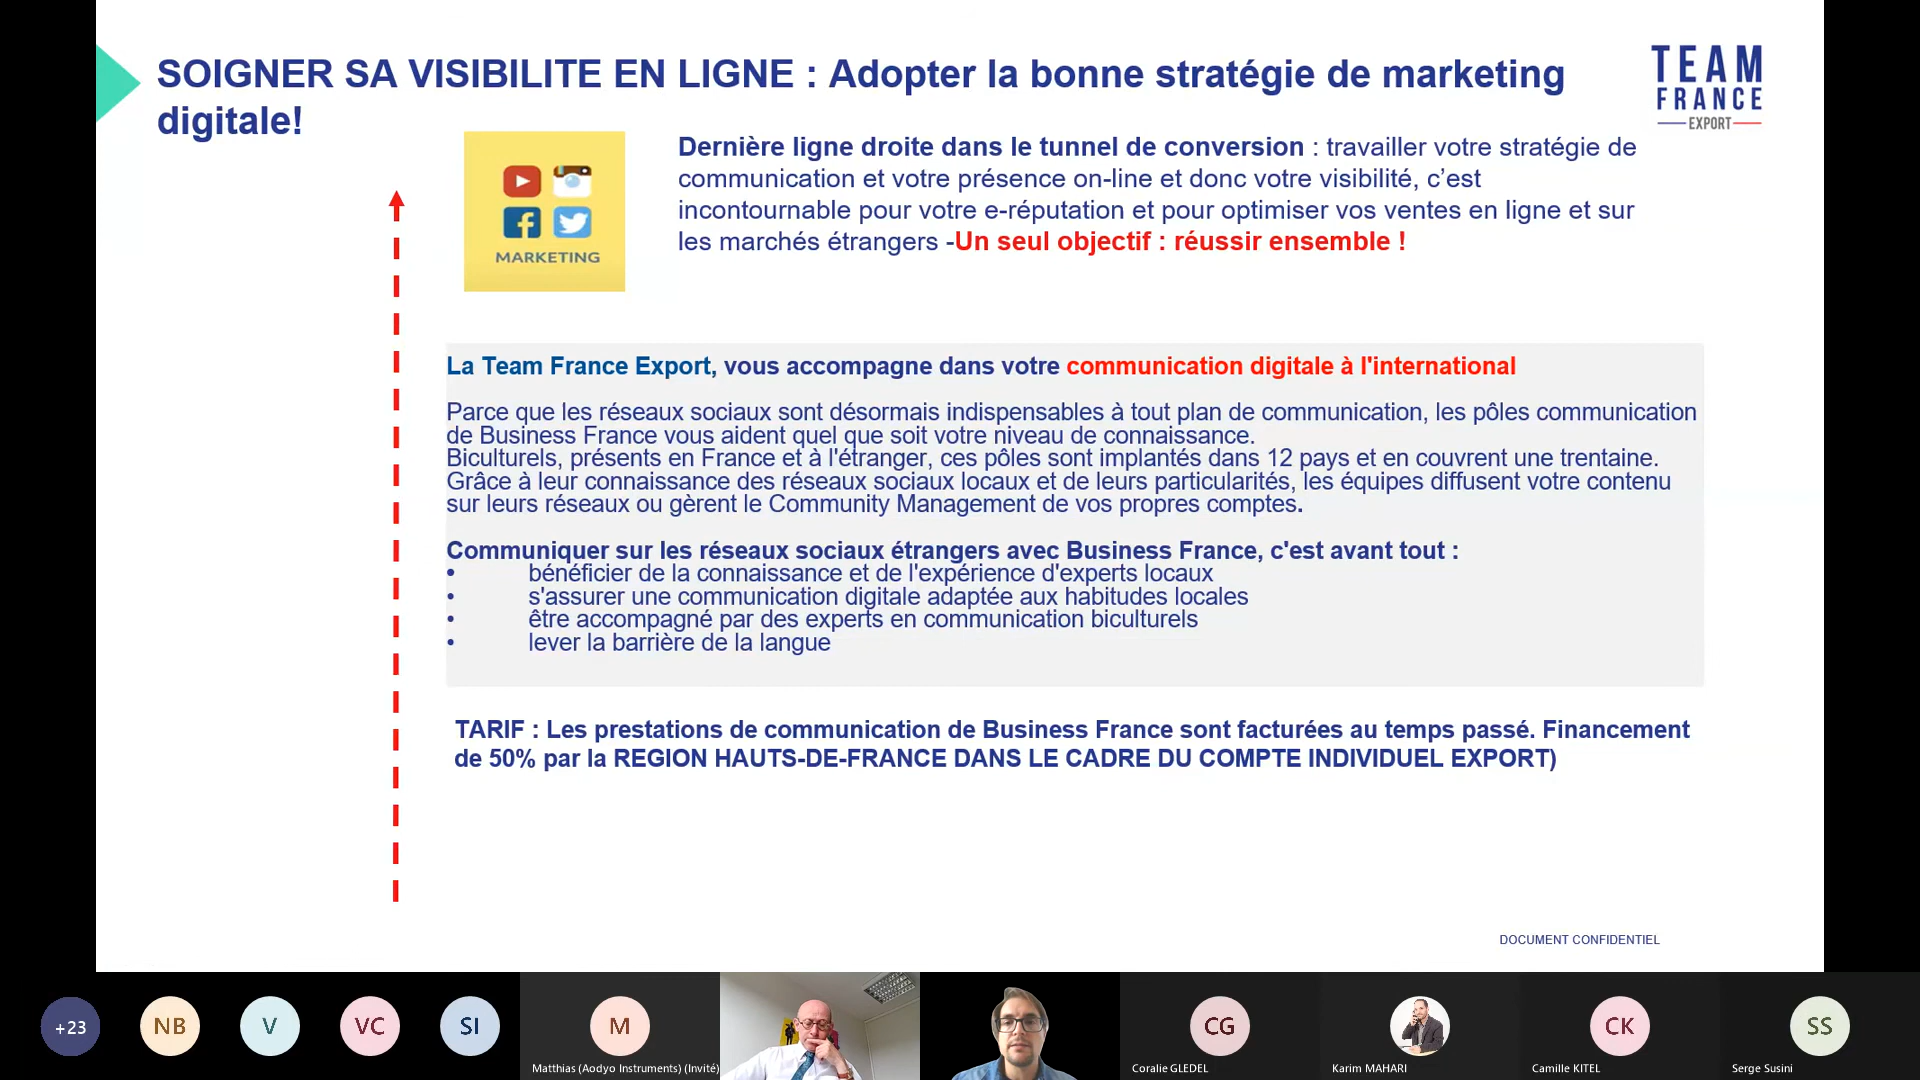 SOIGNER SA VISIBILITE EN LIGNE : Adopter la bonne stratégie de marketing
digitale!
TEAM
FRANCE
EXPORT
MARKETING
Dernière ligne droite dans le tunnel de conversion : travailler votre stratégie de
communication et votre présence on-line et donc votre visibilité, c’est
incontournable pour votre e-réputation et pour optimiser vos ventes en ligne et sur
les marchés étrangers -Un seul objectif : réussir ensemble !
La Team France Export, vous accompagne dans votre communication digitale à l'international
Parce que les réseaux sociaux sont désormais indispensables à tout plan de communication, les pôles communication
de Business France vous aident quel que soit votre niveau de connaissance.
Biculturels, présents en France et à l'étranger, ces pôles sont implantés dans 12 pays et en couvrent une trentaine.
Grâce à leur connaissance des réseaux sociaux locaux et de leurs particularités, les équipes diffusent votre contenu
sur leurs réseaux ou gèrent le Community Management de vos propres comptes.
Communiquer sur les réseaux sociaux étrangers avec Business France, c'est avant tout :
• bénéficier de la connaissance et de l'expérience d'experts locaux
• s'assurer une communication digitale adaptée aux habitudes locales
• être accompagné par des experts en communication biculturels
• lever la barrière de la langue
TARIF : Les prestations de communication de Business France sont facturées au temps passé. Financement
de 50% par la REGION HAUTS-DE-FRANCE DANS LE CADRE DU COMPTE INDIVIDUEL EXPORT)
DOCUMENT CONFIDENTIEL
+23
NB
V
VC
SI
M
CG
CK
SS
Matthias (Aodyo Instruments) (Invité)
Coralie GLEDEL
Karim MAHARI
Camille KITEL
Serge Susini